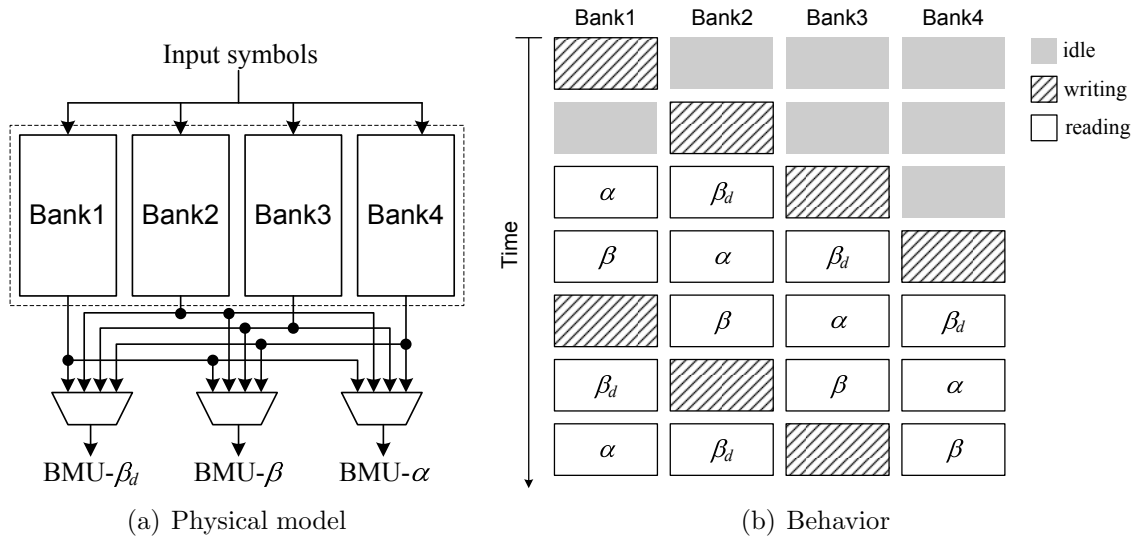 Input symbols
Bank1 Bank2 Bank3 Bank4
BMU-βd BMU-β BMU-α
(a) Physical model
Bank1 Bank2 Bank3 Bank4
Time
α βd
β α βd
β α βd
βd β α
α βd β
idle
writing
reading
(b) Behavior